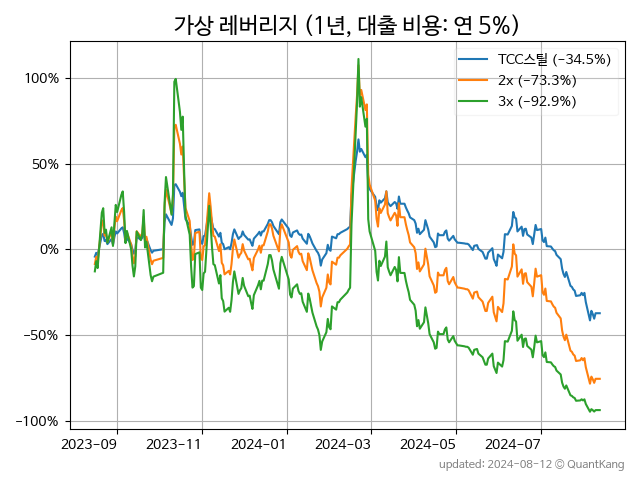 가상 레버리지 (1년, 대출 비용: 연 5%)
TCC스틸 (−34.5%)
2x (−73.3%)
3x (−92.9%)
100%
50%
0%
−50%
−100%
2023-09 2023-11 2024-01 2024-03 2024-05 2024-07
updated: 2024-08-12 © QuantKang